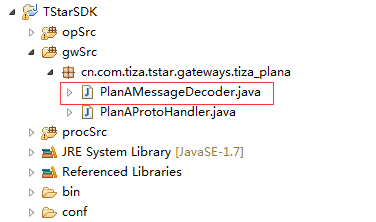 TStarSDK
opSrc
gwSrc
cn.com.tiza.tstar.gateways.tiza_plana
PlanAMessageDecoder.java
PlanAProtoHandler.java
procSrc
JRE System Library [JavaSE-1.7]
Referenced Libraries
bin
conf